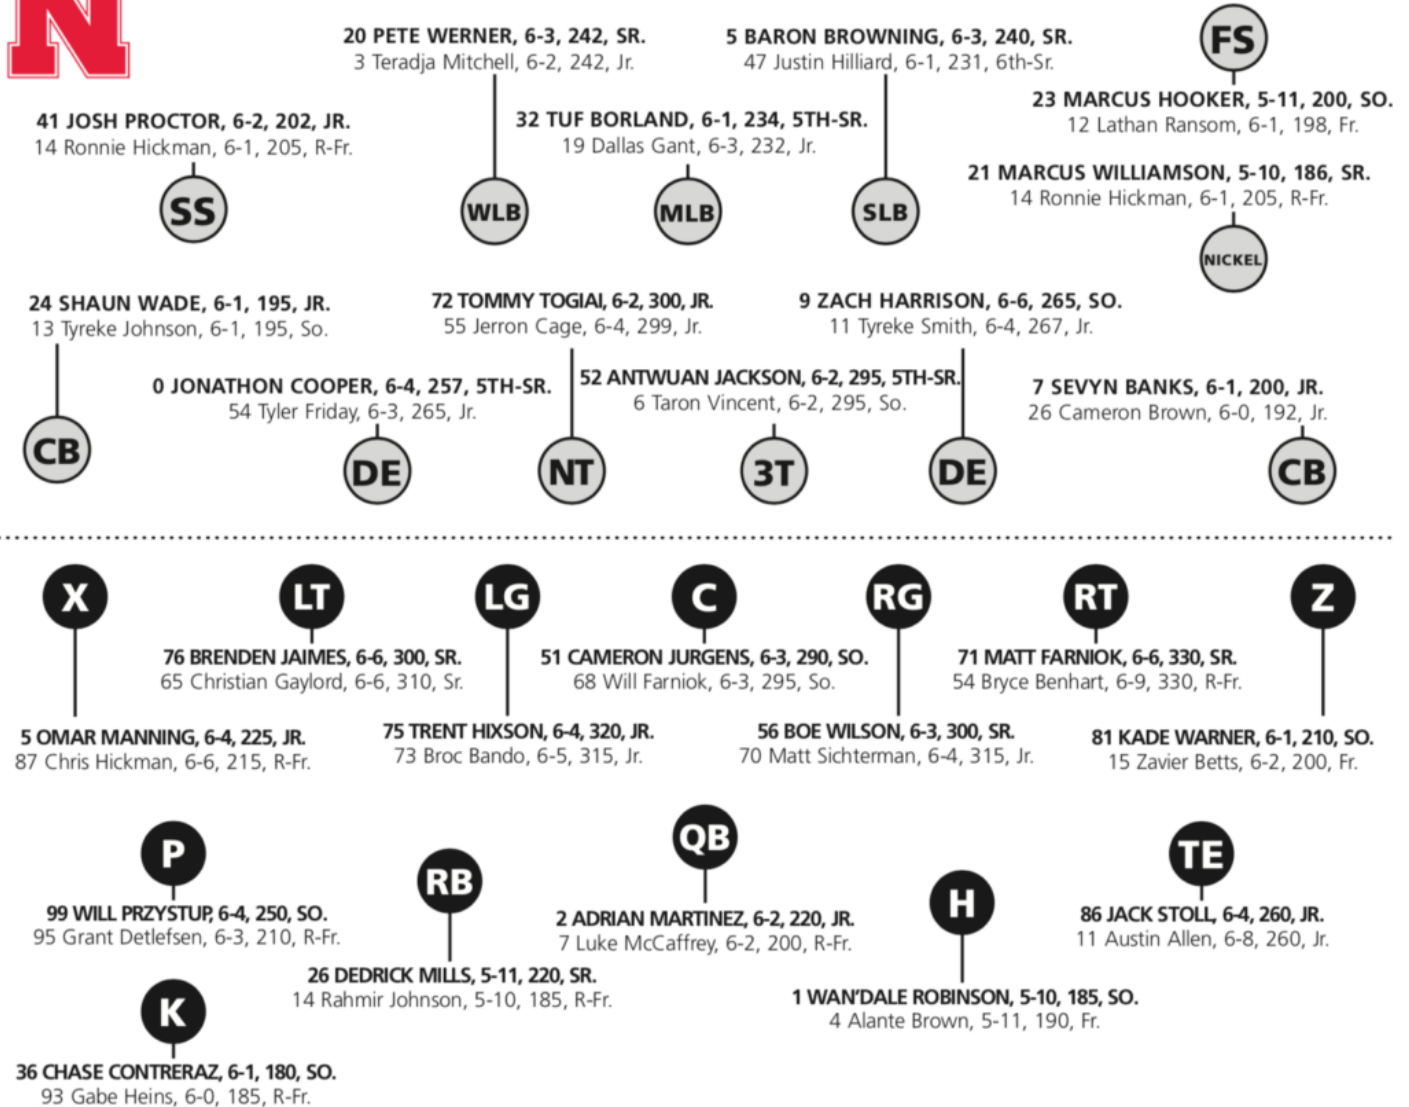 N
20 PETE WERNER, 6-3, 242, SR.
3 Teradja Mitchell, 6-2, 242, Jr.
5 BARON BROWNING, 6-3, 240, SR.
47 Justin Hilliard, 6-1, 231, 6th-Sr.
FS
23 MARCUS HOOKER, 5-11, 200, SO.
12 Lathan Ransom, 6-1, 198, Fr.
41 JOSH PROCTOR, 6-2, 202, JR.
14 Ronnie Hickman, 6-1, 205, R-Fr.
32 TUF BORLAND, 6-1, 234, 5TH-SR.
19 Dallas Gant, 6-3, 232, Jr.
21 MARCUS WILLIAMSON, 5-10, 186, SR.
14 Ronnie Hickman, 6-1, 205, R-Fr.
SS
WLB
MLB
SLB
NICKEL
24 SHAUN WADE, 6-1, 195, JR.
13 Tyreke Johnson, 6-1, 195, So.
72 TOMMY TOGIAI, 6-2, 300, JR.
55 Jerron Cage, 6-4, 299, Jr.
9 ZACH HARRISON, 6-6, 265, SO.
11 Tyreke Smith, 6-4, 267, Jr.
0 JONATHON COOPER, 6-4, 257, 5TH-SR.
54 Tyler Friday, 6-3, 265, Jr.
52 ANTWUAN JACKSON, 6-2, 295, 5TH-SR.
6 Taron Vincent, 6-2, 295, So.
7 SEVYN BANKS, 6-1, 200, JR.
26 Cameron Brown, 6-0, 192, Jr.
CB
DE
NT
3T
DE
CB
X
LT
LG
C
RG
RT
Z
76 BRENDEN JAIMES, 6-6, 300, SR.
65 Christian Gaylord, 6-6, 310, Sr.
51 CAMERON JURGENS, 6-3, 290, SO.
68 Will Farniok, 6-3, 295, So.
71 MATT FARNIOK, 6-6, 330, SR.
54 Bryce Benhart, 6-9, 330, R-Fr.
5 OMAR MANNING, 6-4, 225, JR.
87 Chris Hickman, 6-6, 215, R-Fr.
75 TRENT HIXSON, 6-4, 320, JR.
73 Broc Bando, 6-5, 315, Jr.
56 BOE WILSON, 6-3, 300, SR.
70 Matt Sichterman, 6-4, 315, Jr.
81 KADE WARNER, 6-1, 210, SO.
15 Zavier Betts, 6-2, 200, Fr.
P
99 WILL PRZYSTUP, 6-4, 250, SO.
95 Grant Detlefsen, 6-3, 210, R-Fr.
RB
26 DEDRICK MILLS, 5-11, 220, SR.
14 Rahmir Johnson, 5-10, 185, R-Fr.
QB
2 ADRIAN MARTINEZ, 6-2, 220, JR.
7 Luke McCaffrey, 6-2, 200, R-Fr.
H
1 WAN'DALE ROBINSON, 5-10, 185, SO.
4 Alante Brown, 5-11, 190, Fr.
TE
86 JACK STOLL, 6-4, 260, JR.
11 Austin Allen, 6-8, 260, Jr.
K
36 CHASE CONTRERAZ, 6-1, 180, SO.
93 Gabe Heins, 6-0, 185, R-Fr.